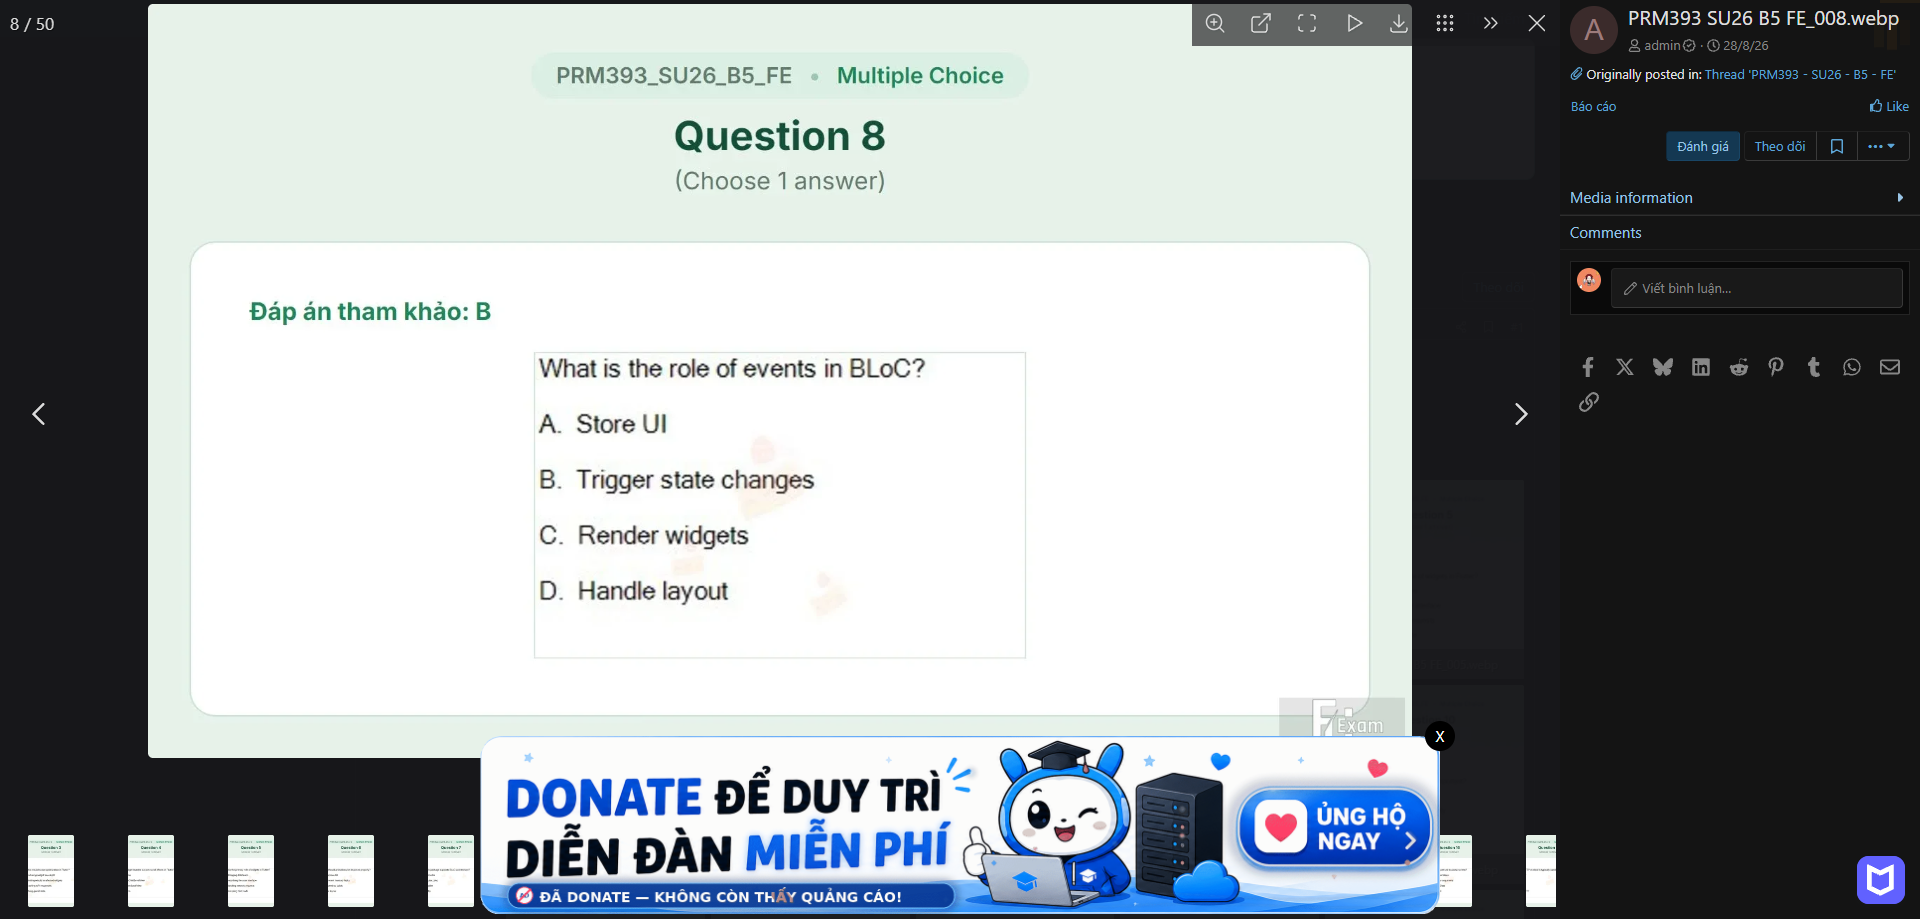 8 / 50
PRM393_SU26_B5_FE • Multiple Choice
Question 8
(Choose 1 answer)
Đáp án tham khảo: B
What is the role of events in BLoC?
A. Store UI
B. Trigger state changes
C. Render widgets
D. Handle layout
Exam
X
DONATE ĐỂ DUY TRÌ
DIỄN ĐÀN MIỄN PHÍ
ĐÃ DONATE — KHÔNG CÒN THẤY QUẢNG CÁO!
ỦNG HỘ
NGAY
A
PRM393 SU26 B5 FE_008.webp
admin · 28/8/26
Originally posted in: Thread 'PRM393 - SU26 - B5 - FE'
Báo cáo
Like
Đánh giá
Theo dõi
Media information
Comments
Viết bình luận...